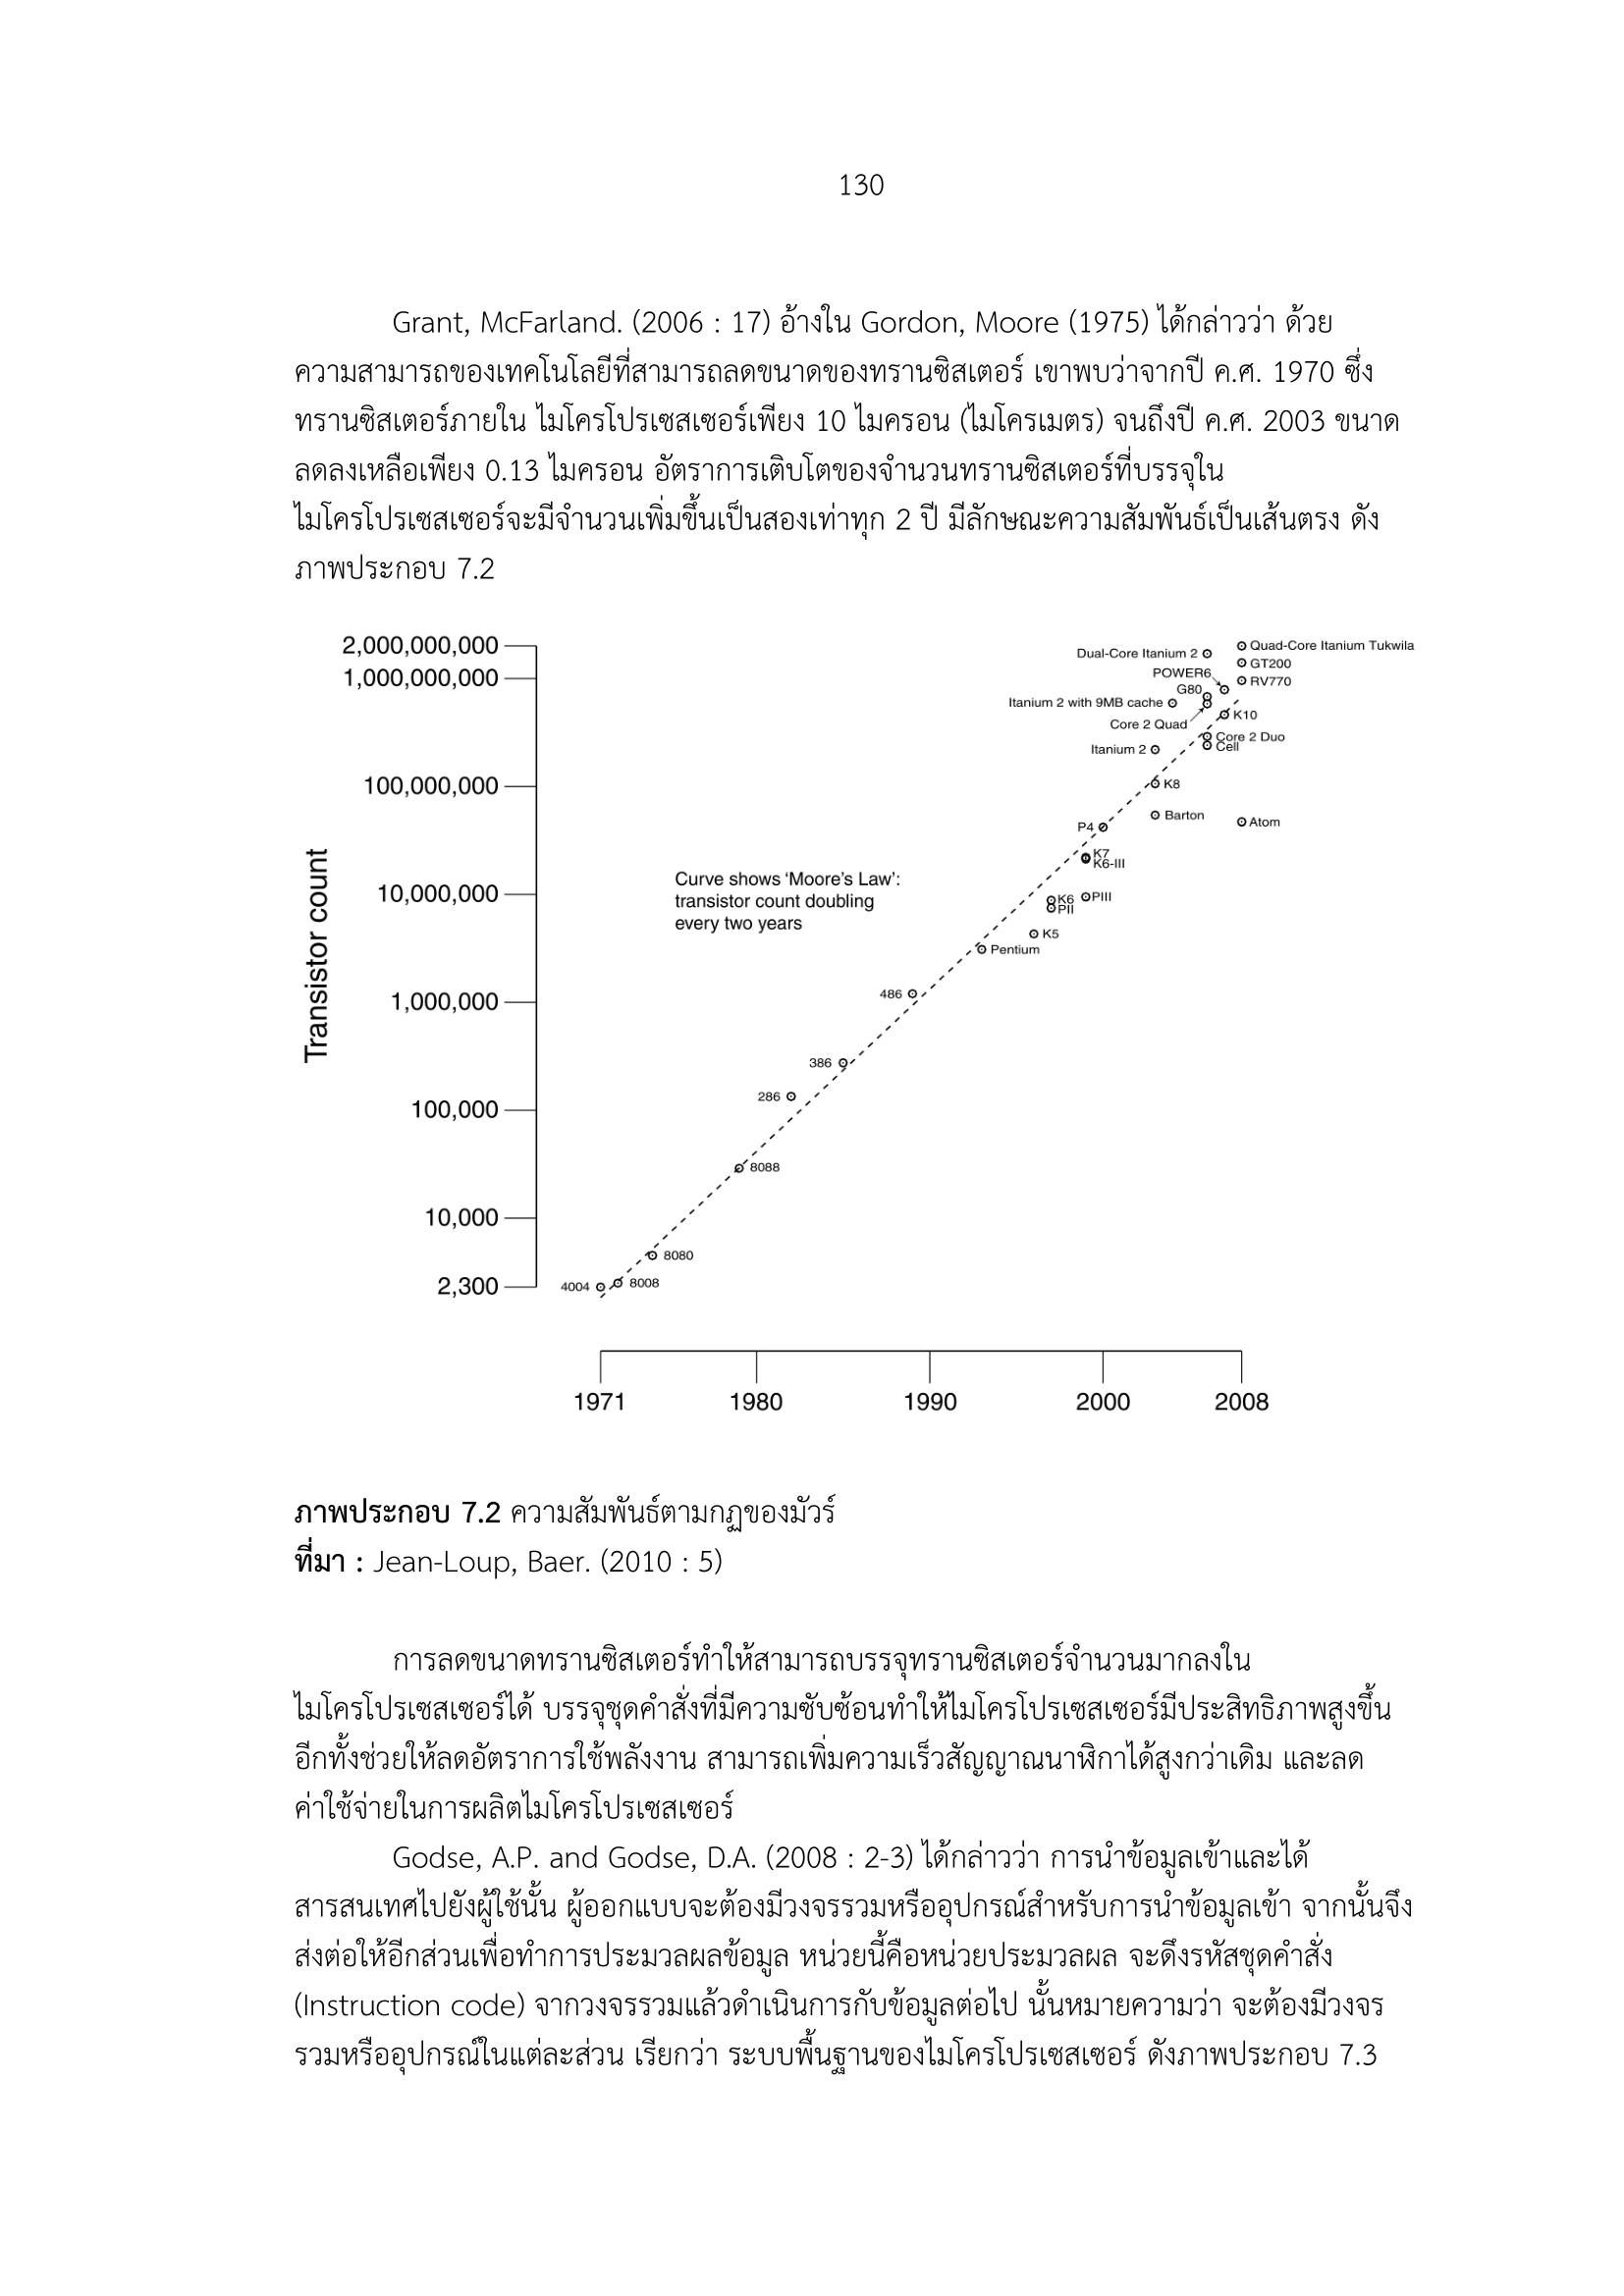 130
Grant, McFarland. (2006 : 17) อ้างใน Gordon, Moore (1975) ได้กล่าวว่า ด้วย
ความสามารถของเทคโนโลยีที่สามารถลดขนาดของทรานซิสเตอร์ เขาพบว่าจากปี ค.ศ. 1970 ซึ่ง
ทรานซิสเตอร์ภายใน ไมโครโปรเซสเซอร์เพียง 10 ไมครอน (ไมโครเมตร) จนถึงปี ค.ศ. 2003 ขนาด
ลดลงเหลือเพียง 0.13 ไมครอน อัตราการเติบโตของจำนวนทรานซิสเตอร์ที่บรรจุใน
ไมโครโปรเซสเซอร์จะมีจำนวนเพิ่มขึ้นเป็นสองเท่าทุก 2 ปี มีลักษณะความสัมพันธ์เป็นเส้นตรง ดัง
ภาพประกอบ 7.2
Transistor count
2,000,000,000
1,000,000,000
100,000,000
10,000,000
1,000,000
100,000
10,000
2,300
Quad-Core Itanium Tukwila
Dual-Core Itanium 2
GT200
POWER6
RV770
G80
Itanium 2 with 9MB cache
K10
Core 2 Quad
Core 2 Duo
Cell
Itanium 2
K8
Barton
Atom
P4
K7
K6-III
Curve shows ‘Moore’s Law’:
transistor count doubling
every two years
K6
PIII
PII
K5
Pentium
486
386
286
8088
8080
8008
4004
1971 1980 1990 2000 2008
ภาพประกอบ 7.2 ความสัมพันธ์ตามกฏของมัวร์
ที่มา : Jean-Loup, Baer. (2010 : 5)
การลดขนาดทรานซิสเตอร์ทำให้สามารถบรรจุทรานซิสเตอร์จำนวนมากลงใน
ไมโครโปรเซสเซอร์ได้ บรรจุชุดคำสั่งที่มีความซับซ้อนทำให้ไมโครโปรเซสเซอร์มีประสิทธิภาพสูงขึ้น
อีกทั้งช่วยให้ลดอัตราการใช้พลังงาน สามารถเพิ่มความเร็วสัญญาณนาฬิกาได้สูงกว่าเดิม และลด
ค่าใช้จ่ายในการผลิตไมโครโปรเซสเซอร์
Godse, A.P. and Godse, D.A. (2008 : 2-3) ได้กล่าวว่า การนำข้อมูลเข้าและได้
สารสนเทศไปยังผู้ใช้นั้น ผู้ออกแบบจะต้องมีวงจรรวมหรืออุปกรณ์สำหรับการนำข้อมูลเข้า จากนั้นจึง
ส่งต่อให้อีกส่วนเพื่อทำการประมวลผลข้อมูล หน่วยนี้คือหน่วยประมวลผล จะดึงรหัสชุดคำสั่ง
(Instruction code) จากวงจรรวมแล้วดำเนินการกับข้อมูลต่อไป นั้นหมายความว่า จะต้องมีวงจร
รวมหรืออุปกรณ์ในแต่ละส่วน เรียกว่า ระบบพื้นฐานของไมโครโปรเซสเซอร์ ดังภาพประกอบ 7.3